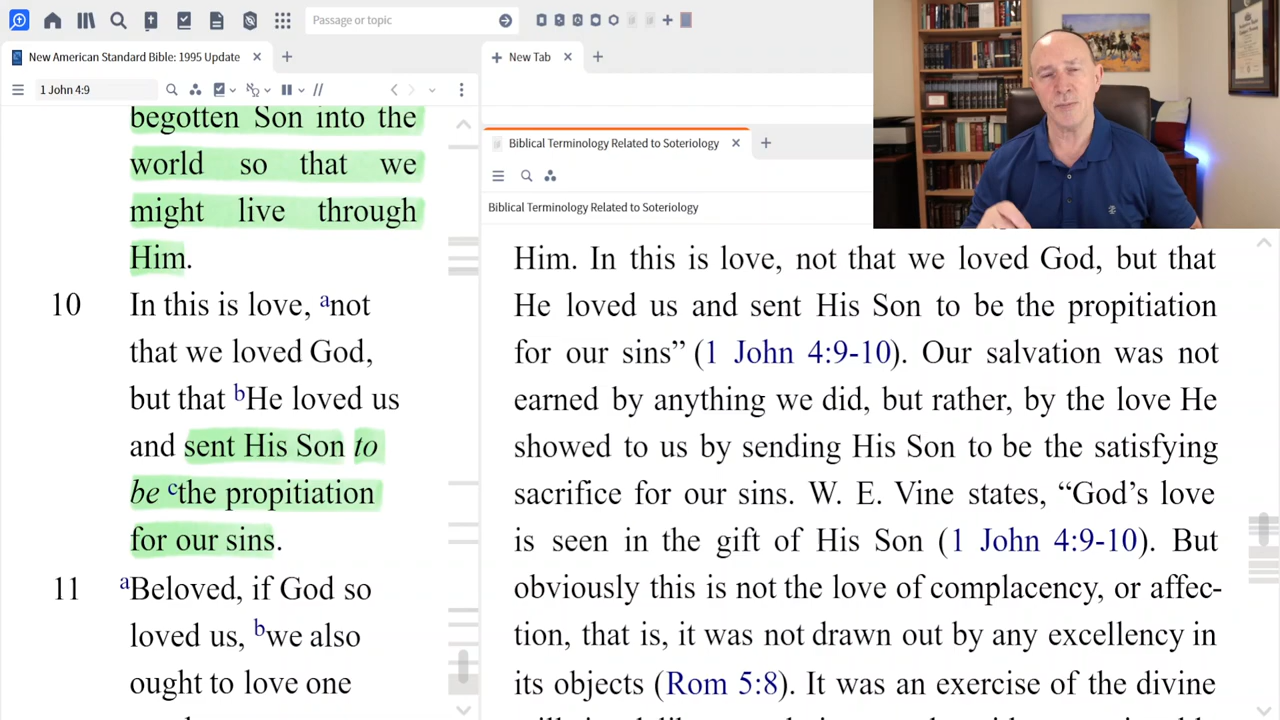 Passage or topic
New American Standard Bible: 1995 Update
New Tab
1 John 4:9
begotten Son into the
world so that we
might live through
Him.
10 In this is love, anot
that we loved God,
but that bHe loved us
and sent His Son to
be cthe propitiation
for our sins.
11 aBeloved, if God so
loved us, bwe also
ought to love one
Biblical Terminology Related to Soteriology
Biblical Terminology Related to Soteriology
Him. In this is love, not that we loved God, but that
He loved us and sent His Son to be the propitiation
for our sins” (1 John 4:9-10). Our salvation was not
earned by anything we did, but rather, by the love He
showed to us by sending His Son to be the satisfying
sacrifice for our sins. W. E. Vine states, “God’s love
is seen in the gift of His Son (1 John 4:9-10). But
obviously this is not the love of complacency, or affec-
tion, that is, it was not drawn out by any excellency in
its objects (Rom 5:8). It was an exercise of the divine